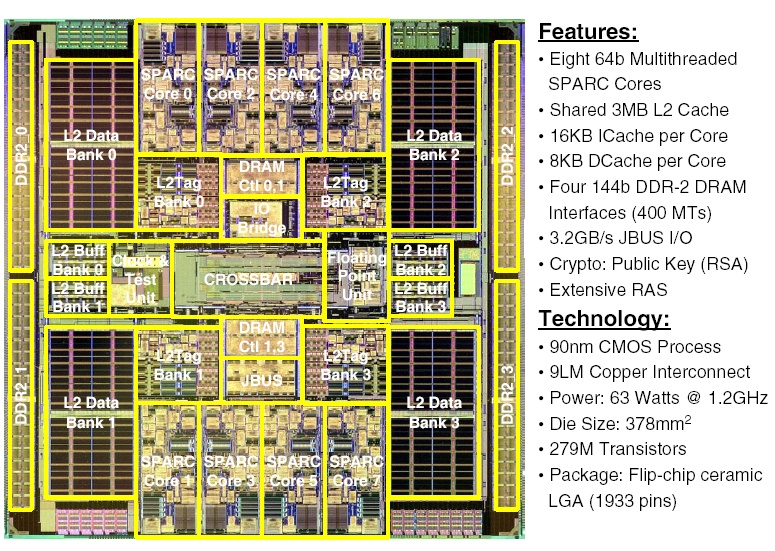 SPARC
Core 0
SPARC
Core 2
SPARC
Core 4
SPARC
Core 6
DDR2_0
L2 Data
Bank 0
L2 Data
Bank 2
DDR2_2
L2Tag
Bank 0
DRAM
Ctl 0,1
L2Tag
Bank 2
IO
Bridge
L2 Buff
Bank 0
L2 Buff
Bank 1
Clock &
Test
Unit
CROSSBAR
Floating
Point
Unit
L2 Buff
Bank 2
L2 Buff
Bank 3
DDR2_1
L2 Data
Bank 1
L2Tag
Bank 1
DRAM
Ctl 1,3
JBUS
L2Tag
Bank 3
L2 Data
Bank 3
DDR2_3
SPARC
Core 1
SPARC
Core 3
SPARC
Core 5
SPARC
Core 7
Features:
• Eight 64b Multithreaded
SPARC Cores
• Shared 3MB L2 Cache
• 16KB ICache per Core
• 8KB DCache per Core
• Four 144b DDR-2 DRAM
Interfaces (400 MTs)
• 3.2GB/s JBUS I/O
• Crypto: Public Key (RSA)
• Extensive RAS
Technology:
• 90nm CMOS Process
• 9LM Copper Interconnect
• Power: 63 Watts @ 1.2GHz
• Die Size: 378mm²
• 279M Transistors
• Package: Flip-chip ceramic
LGA (1933 pins)